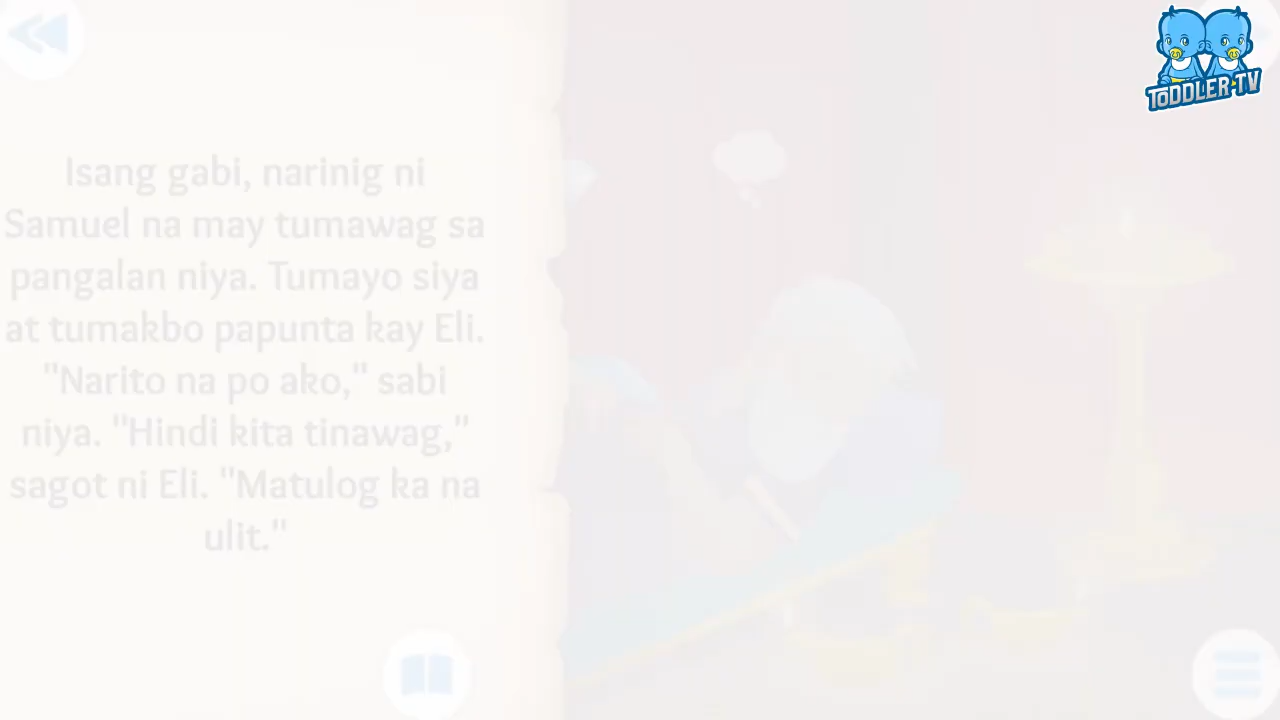 TODDLER-TV
Isang gabi, narinig ni
Samuel na may tumawag sa
pangalan niya. Tumayo siya
at tumakbo papunta kay Eli.
"Narito na po ako," sabi
niya. "Hindi kita tinawag,"
sagot ni Eli. "Matulog ka na
ulit."